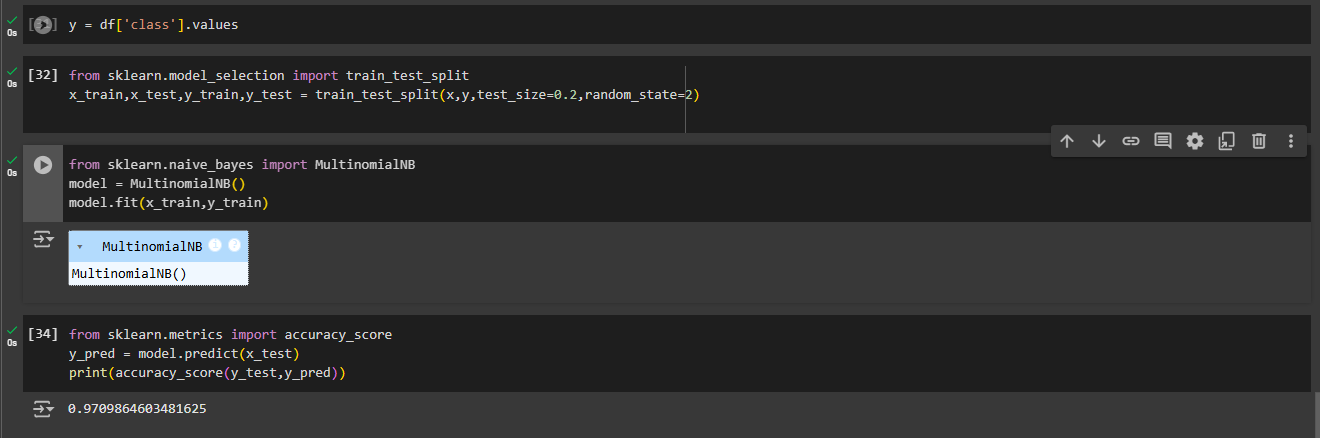 0s
y = df['class'].values
0s
[32]
from sklearn.model_selection import train_test_split
x_train,x_test,y_train,y_test = train_test_split(x,y,test_size=0.2,random_state=2)
0s
from sklearn.naive_bayes import MultinomialNB
model = MultinomialNB()
model.fit(x_train,y_train)
MultinomialNB i ?
MultinomialNB()
0s
[34]
from sklearn.metrics import accuracy_score
y_pred = model.predict(x_test)
print(accuracy_score(y_test,y_pred))
0.9709864603481625